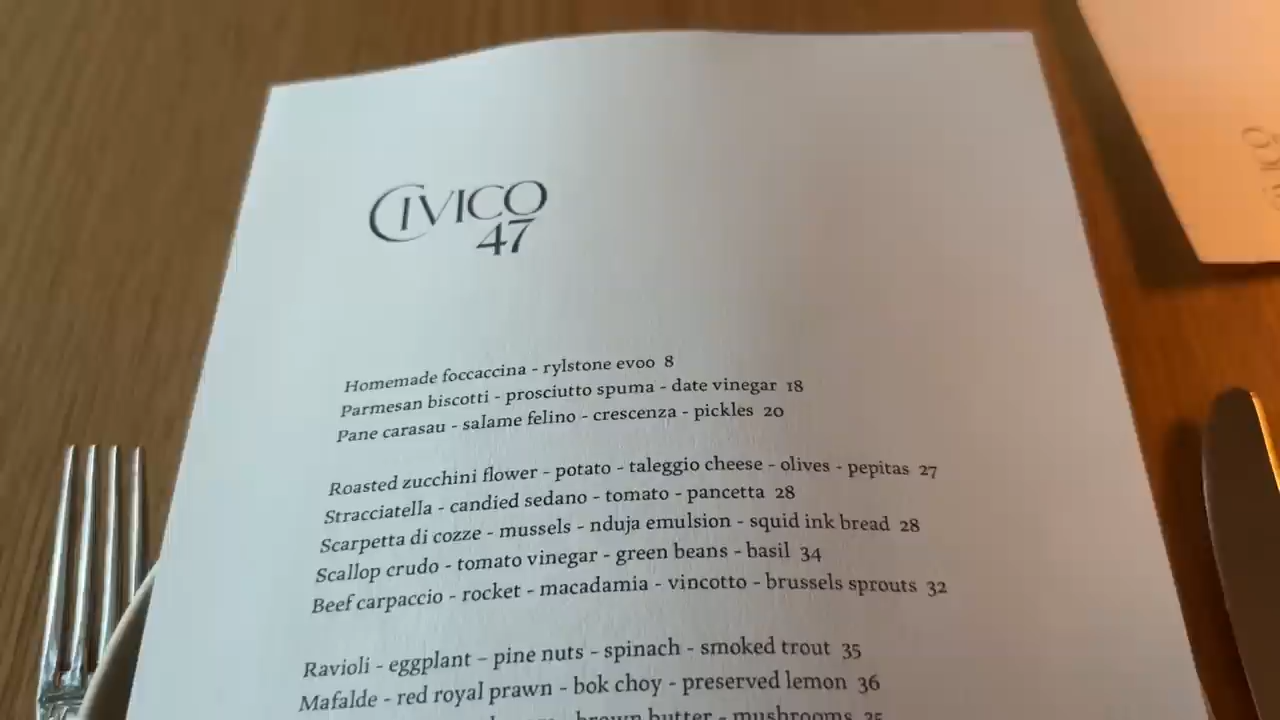 CIVICO
47
Homemade foccaccina - rylstone evoo 8
Parmesan biscotti - prosciutto spuma - date vinegar 18
Pane carasau - salame felino - crescenza - pickles 20
Roasted zucchini flower - potato - taleggio cheese - olives - pepitas 27
Stracciatella - candied sedano - tomato - pancetta 28
Scarpetta di cozze - mussels - nduja emulsion - squid ink bread 28
Scallop crudo - tomato vinegar - green beans - basil 34
Beef carpaccio - rocket - macadamia - vincotto - brussels sprouts 32
Ravioli - eggplant – pine nuts - spinach - smoked trout 35
Mafalde - red royal prawn - bok choy - preserved lemon 36
- brown butter - mushrooms 35